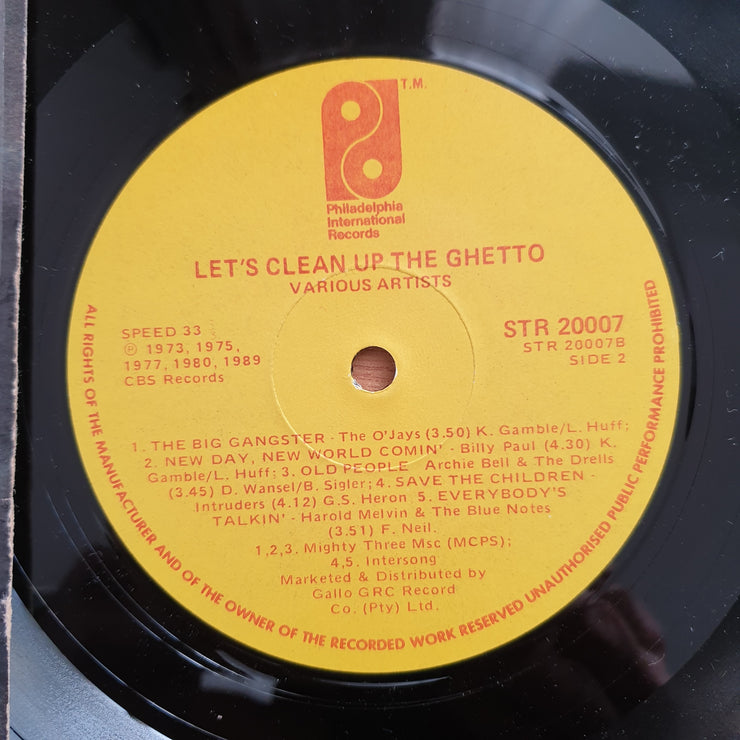 T.M.
Philadelphia
International
Records
LET'S CLEAN UP THE GHETTO
VARIOUS ARTISTS
SPEED 33
℗ 1973, 1975,
1977, 1980, 1989
CBS Records
STR 20007
STR 20007B
SIDE 2
1. THE BIG GANGSTER - The O'Jays (3.50) K. Gamble/L. Huff;
2. NEW DAY, NEW WORLD COMIN' - Billy Paul (4.30) K.
Gamble/L. Huff; 3. OLD PEOPLE Archie Bell & The Drells
(3.45) D. Wansel/B. Sigler; 4. SAVE THE CHILDREN -
Intruders (4.12) G.S. Heron 5. EVERYBODY'S
TALKIN' - Harold Melvin & The Blue Notes
(3.51) F. Neil.
1,2,3. Mighty Three Msc (MCPS);
4,5. Intersong
Marketed & Distributed by
Gallo GRC Record
Co. (Pty) Ltd.
ALL RIGHTS OF THE MANUFACTURER AND OF THE OWNER OF THE RECORDED WORK RESERVED UNAUTHORISED PUBLIC PERFORMANCE PROHIBITED